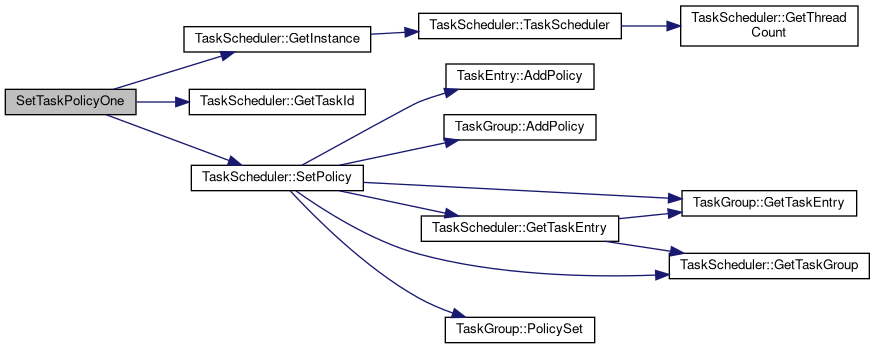 TaskScheduler::GetInstance
TaskScheduler::TaskScheduler
TaskScheduler::GetThread
Count
SetTaskPolicyOne
TaskScheduler::GetTaskId
TaskEntry::AddPolicy
TaskGroup::AddPolicy
TaskScheduler::SetPolicy
TaskGroup::GetTaskEntry
TaskScheduler::GetTaskEntry
TaskScheduler::GetTaskGroup
TaskGroup::PolicySet